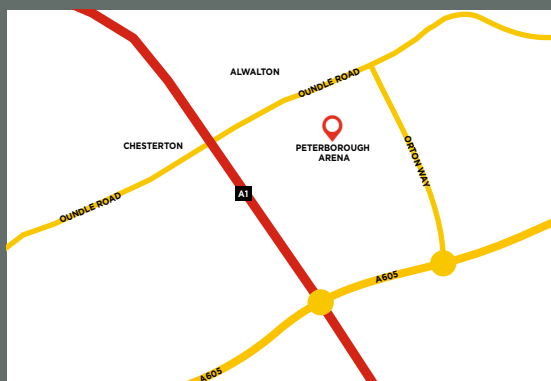 ALWALTON
OUNDLE ROAD
CHESTERTON
PETERBOROUGH
ARENA
ORTON WAY
A1
OUNDLE ROAD
A605
A605